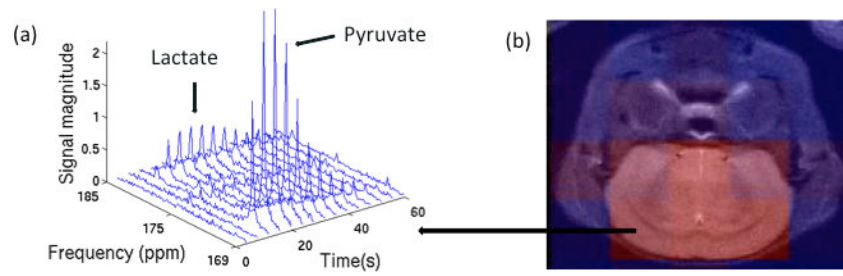 (a)
Signal magnitude
2
1.5
1
0.5
0
Lactate
Pyruvate
185
175
169
Frequency (ppm)
0
20
40
60
Time(s)
(b)